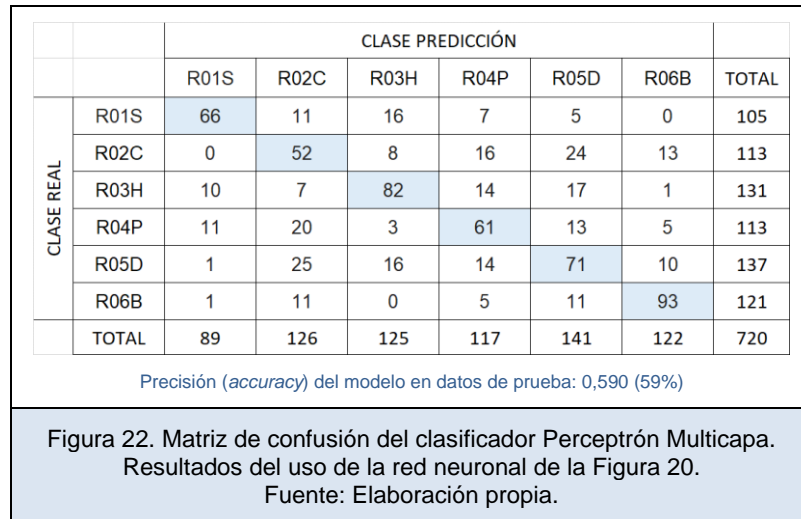 CLASE PREDICCIÓN
R01S R02C R03H R04P R05D R06B TOTAL
CLASE REAL
R01S 66 11 16 7 5 0 105
R02C 0 52 8 16 24 13 113
R03H 10 7 82 14 17 1 131
R04P 11 20 3 61 13 5 113
R05D 1 25 16 14 71 10 137
R06B 1 11 0 5 11 93 121
TOTAL 89 126 125 117 141 122 720
Precisión (accuracy) del modelo en datos de prueba: 0,590 (59%)
Figura 22. Matriz de confusión del clasificador Perceptrón Multicapa.
Resultados del uso de la red neuronal de la Figura 20.
Fuente: Elaboración propia.